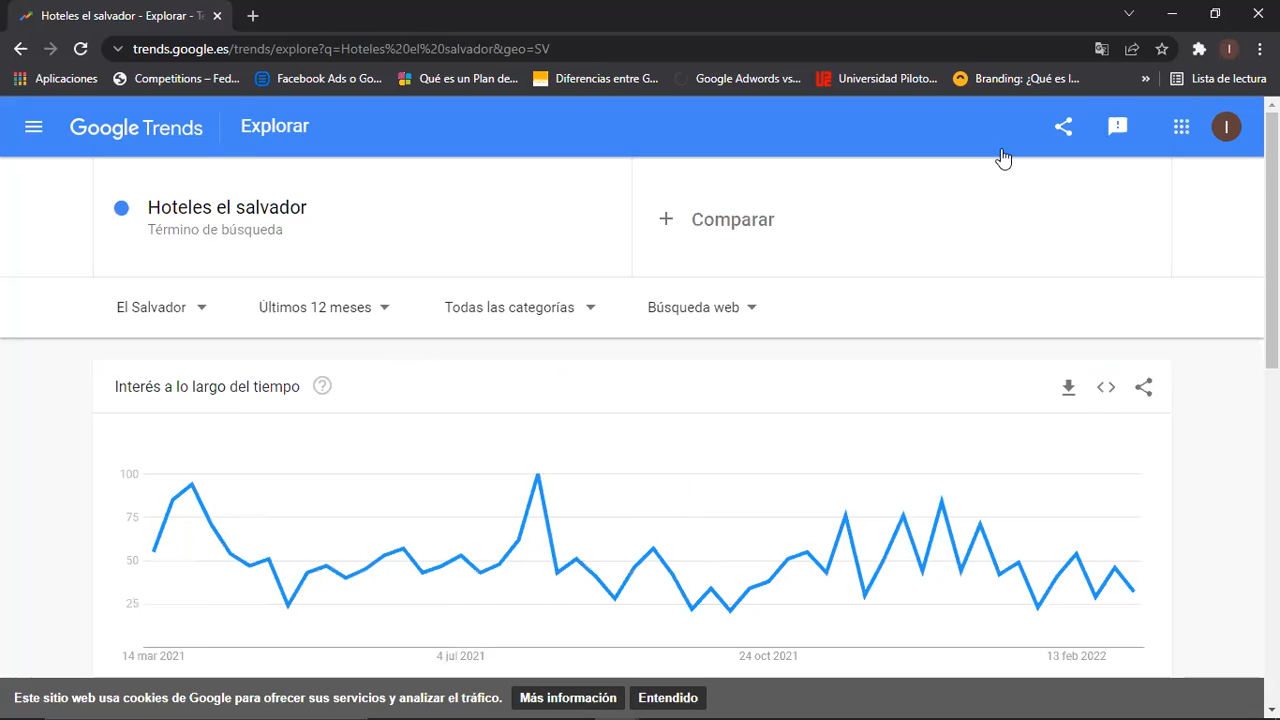 Hoteles el salvador - Explorar - Te
trends.google.es/trends/explore?q=Hoteles%20el%20salvador&geo=SV
I
Aplicaciones
Competitions – Fed...
Facebook Ads o Go...
Qué es un Plan de...
Diferencias entre G...
Google Adwords vs...
Universidad Piloto...
Branding: ¿Qué es l...
»
Lista de lectura
Google Trends
Explorar
I
Hoteles el salvador
Término de búsqueda
+ Comparar
El Salvador
Últimos 12 meses
Todas las categorías
Búsqueda web
Interés a lo largo del tiempo
100
75
50
25
14 mar 2021
4 jul 2021
24 oct 2021
13 feb 2022
Este sitio web usa cookies de Google para ofrecer sus servicios y analizar el tráfico.
Más información
Entendido